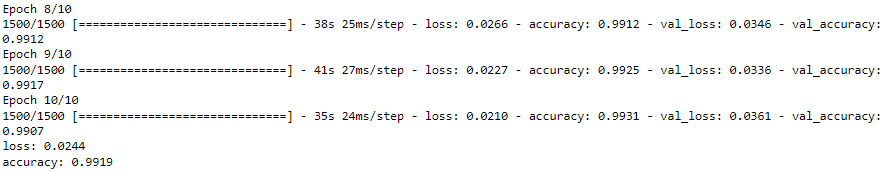 Epoch 8/10
1500/1500 [==============================] - 38s 25ms/step - loss: 0.0266 - accuracy: 0.9912 - val_loss: 0.0346 - val_accuracy:
0.9912
Epoch 9/10
1500/1500 [==============================] - 41s 27ms/step - loss: 0.0227 - accuracy: 0.9925 - val_loss: 0.0336 - val_accuracy:
0.9917
Epoch 10/10
1500/1500 [==============================] - 35s 24ms/step - loss: 0.0210 - accuracy: 0.9931 - val_loss: 0.0361 - val_accuracy:
0.9907
loss: 0.0244
accuracy: 0.9919